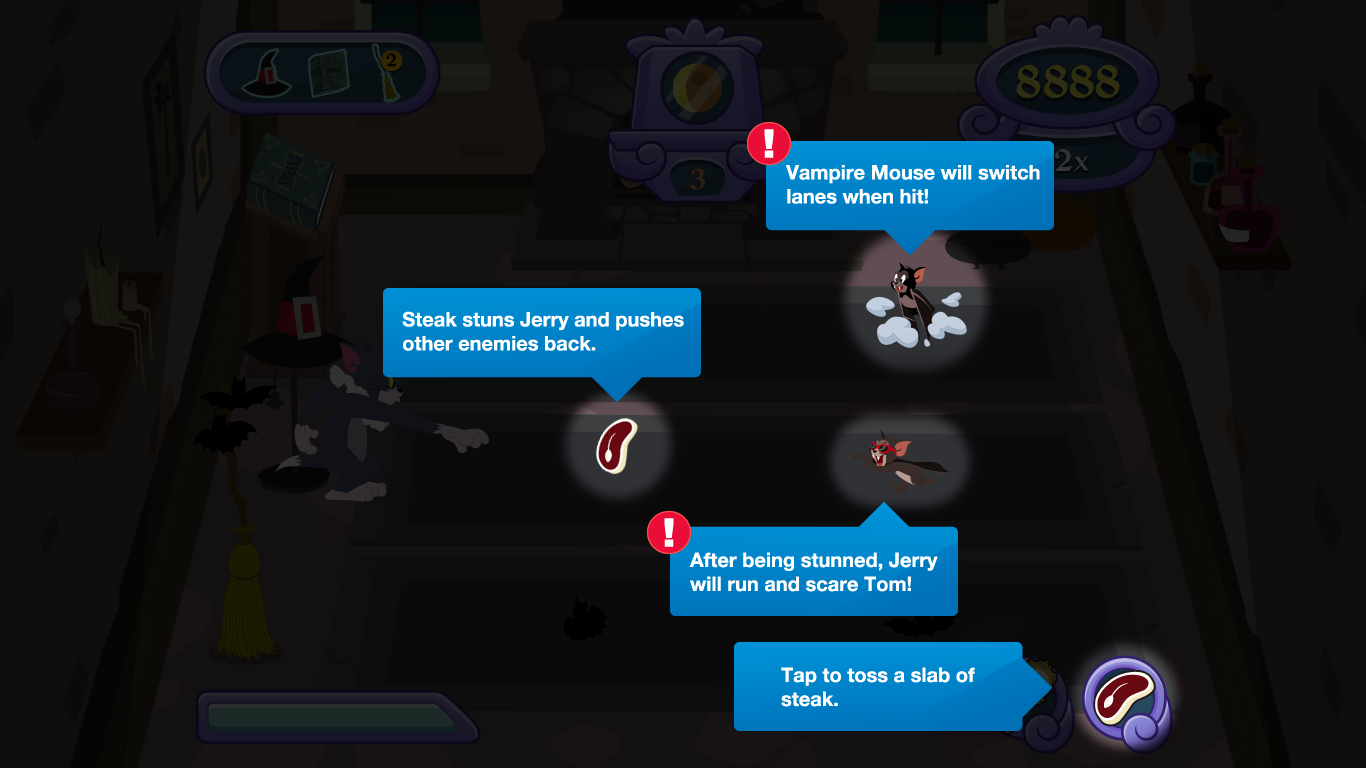 2
8888
3
2x
!
Vampire Mouse will switch
lanes when hit!
Steak stuns Jerry and pushes
other enemies back.
!
After being stunned, Jerry
will run and scare Tom!
Tap to toss a slab of
steak.